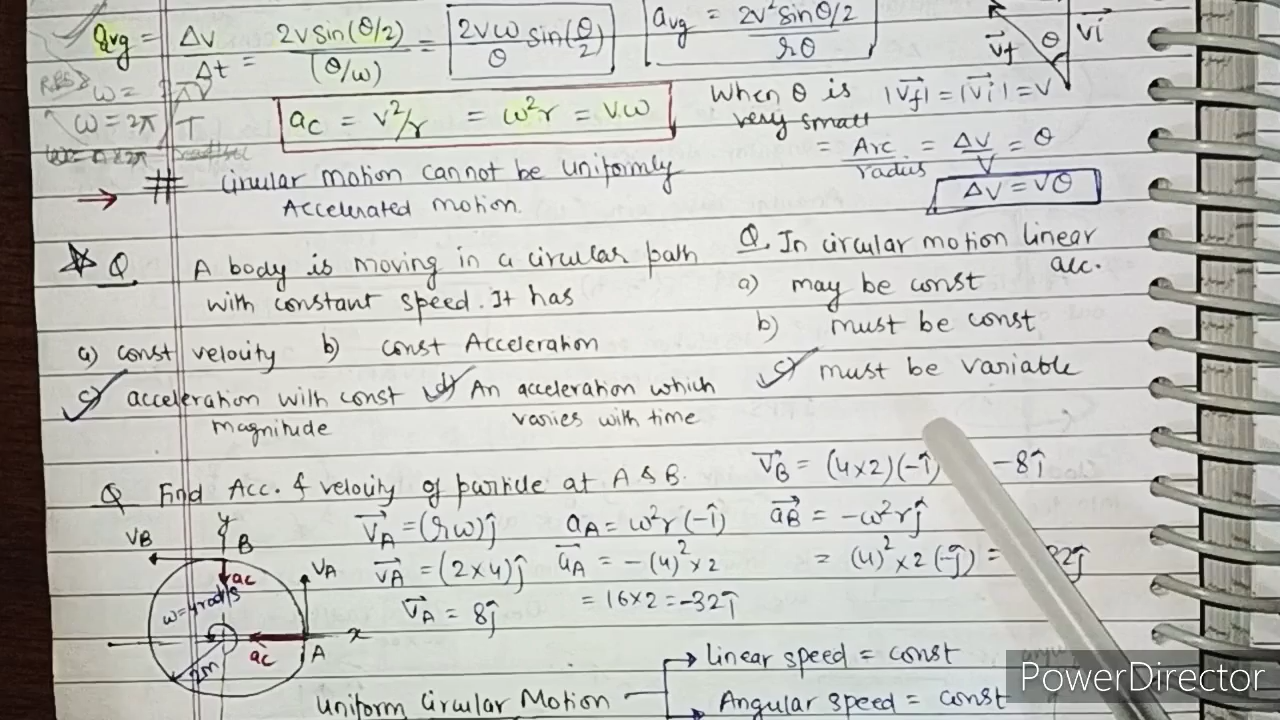 avg = ΔV/Δt = 2vsin(θ/2)/(θ/ω) = 2vω/θ sin(θ/2)
avg = 2v²sinθ/2 / rθ
Vf θ Vi
ω = 2π/T
ac = v²/r = ω²r = vω
When θ is very small
|Vf| = |Vi| = V
= Arc/radius = ΔV/V = θ
ΔV = Vθ
→ # Circular motion cannot be Uniformly
Accelerated motion.
Q A body is moving in a circular path
with constant speed. It has
a) const velocity b) const Acceleration
c) acceleration with const magnitude d) An acceleration which varies with time
Q. In circular motion linear acc.
a) may be const
b) must be const
c) must be variable
Q Find Acc. & velocity of particle at A & B.
VA = (rω)ĵ aA = ω²r(-î)
VA = (2×4)ĵ aA = -(4)²×2
VA = 8ĵ = 16×2 = -32î
VB = (4×2)(-î) -8î
aB = -ω²rĵ
= (4)²×2(-ĵ) = 32ĵ
VB y B
ac VA
ω=4rad/s
2m ac A x
Uniform Circular Motion → linear speed = const
→ Angular speed = const
PowerDirector